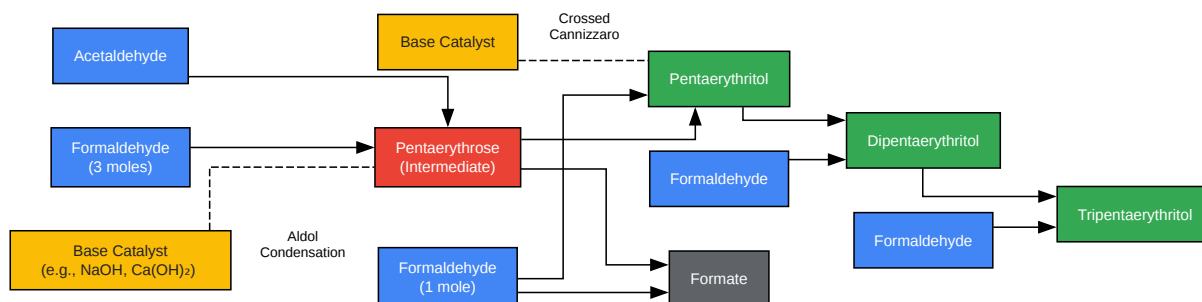 Acetaldehyde
Base Catalyst
Crossed
Cannizzaro
Pentaerythritol
Formaldehyde
(3 moles)
Pentaerythrose
(Intermediate)
Dipentaerythritol
Formaldehyde
Tripentaerythritol
Base Catalyst
(e.g., NaOH, Ca(OH)₂)
Aldol
Condensation
Formaldehyde
Formaldehyde
(1 mole)
Formate